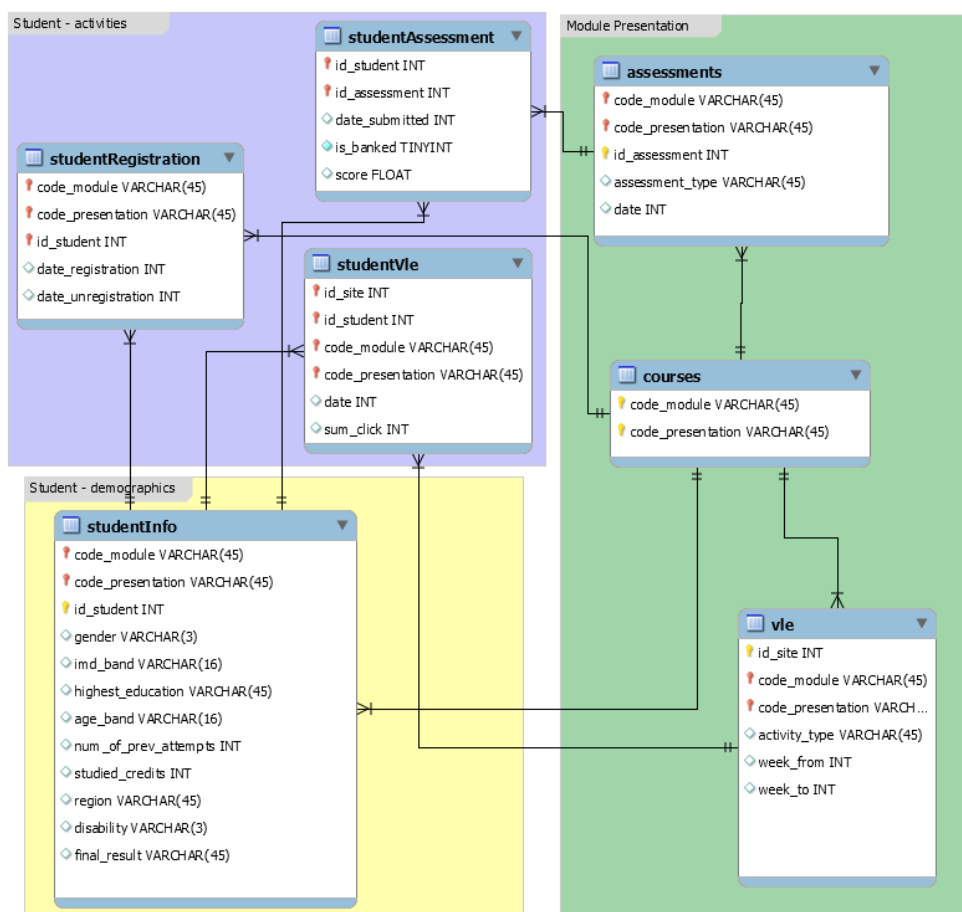 Student - activities
studentAssessment
id_student INT
id_assessment INT
date_submitted INT
is_banked TINYINT
score FLOAT
studentRegistration
code_module VARCHAR(45)
code_presentation VARCHAR(45)
id_student INT
date_registration INT
date_unregistration INT
studentVle
id_site INT
id_student INT
code_module VARCHAR(45)
code_presentation VARCHAR(45)
date INT
sum_click INT
Student - demographics
studentInfo
code_module VARCHAR(45)
code_presentation VARCHAR(45)
id_student INT
gender VARCHAR(3)
imd_band VARCHAR(16)
highest_education VARCHAR(45)
age_band VARCHAR(16)
num_of_prev_attempts INT
studied_credits INT
region VARCHAR(45)
disability VARCHAR(3)
final_result VARCHAR(45)
Module Presentation
assessments
code_module VARCHAR(45)
code_presentation VARCHAR(45)
id_assessment INT
assessment_type VARCHAR(45)
date INT
courses
code_module VARCHAR(45)
code_presentation VARCHAR(45)
vle
id_site INT
code_module VARCHAR(45)
code_presentation VARCH...
activity_type VARCHAR(45)
week_from INT
week_to INT